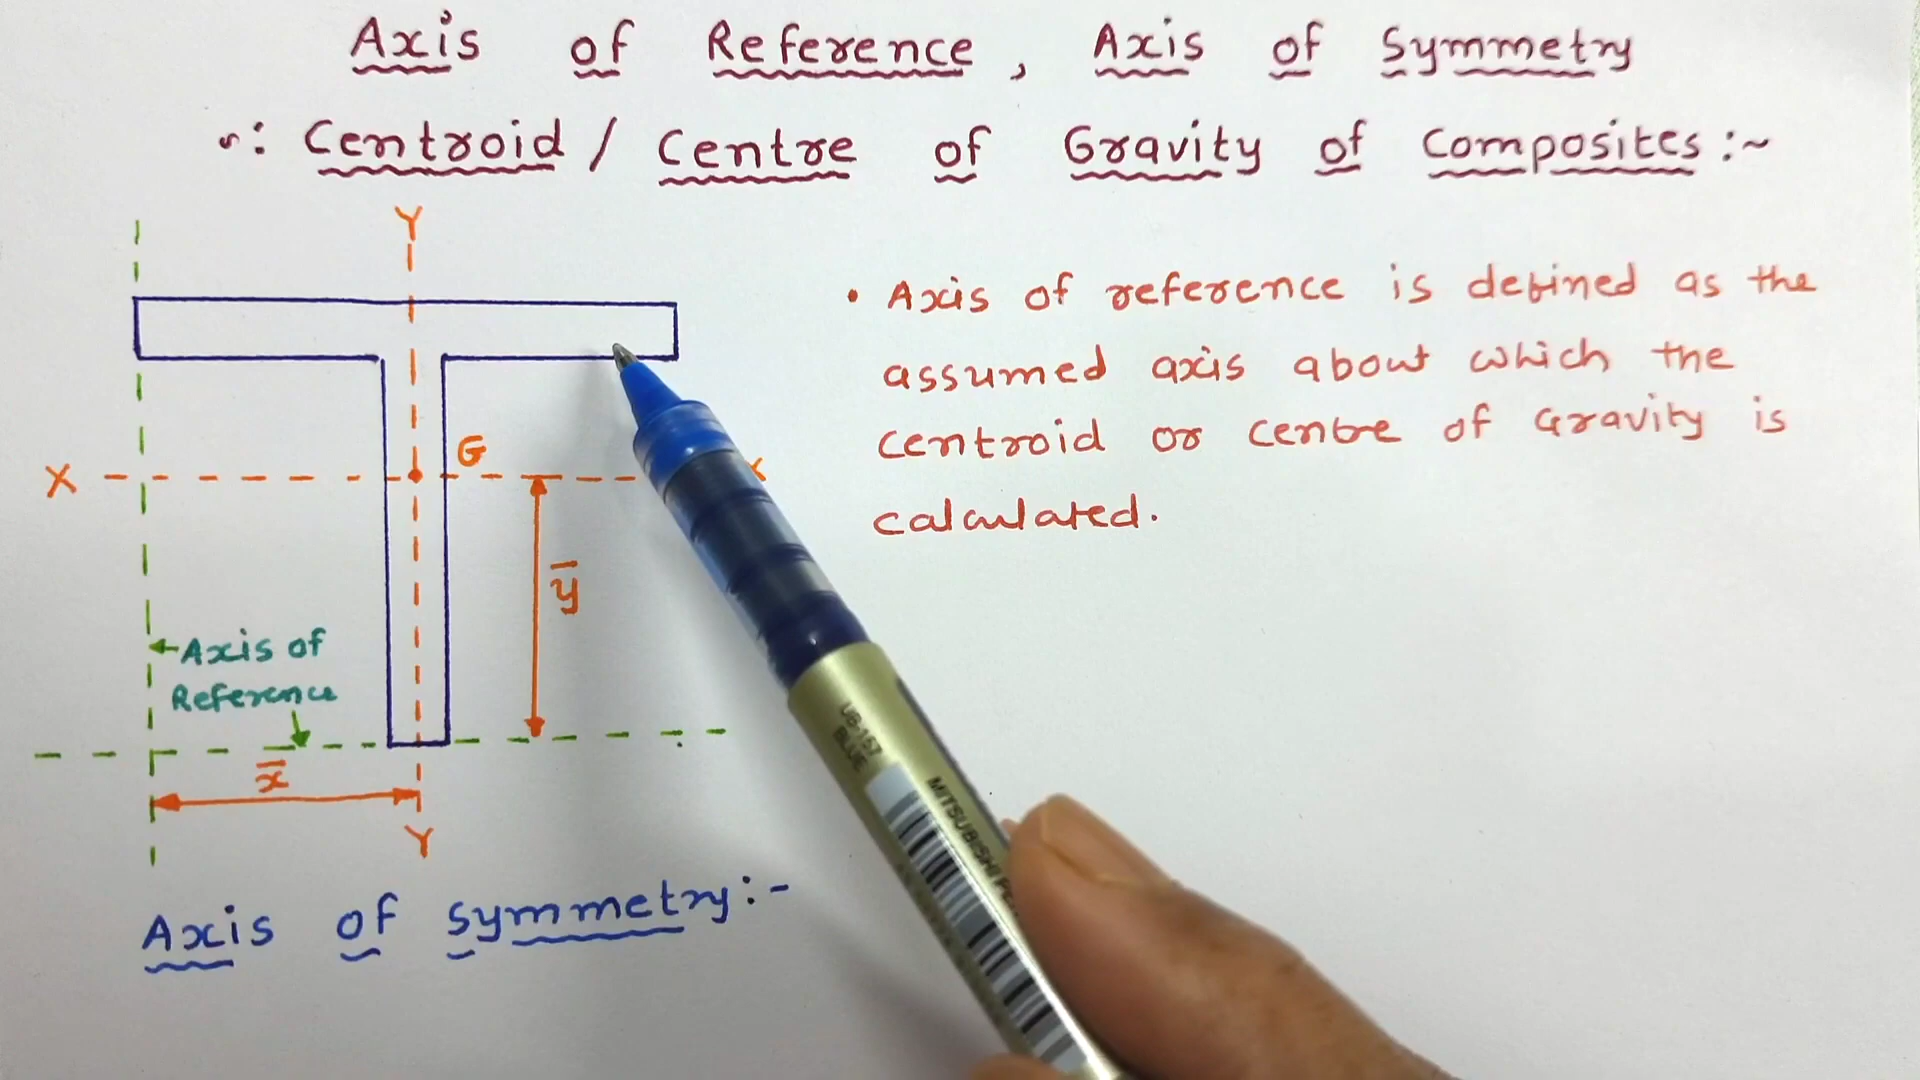 Axis of Reference, Axis of Symmetry
~: Centroid / Centre of Gravity of Composites :~
Y
• Axis of reference is defined as the
assumed axis about which the
centroid or centre of Gravity is
calculated.
G
X
x
y̅
Axis of
Reference
x̅
Y
Axis of Symmetry:-
UB-157
BLUE
MITSUBISHI